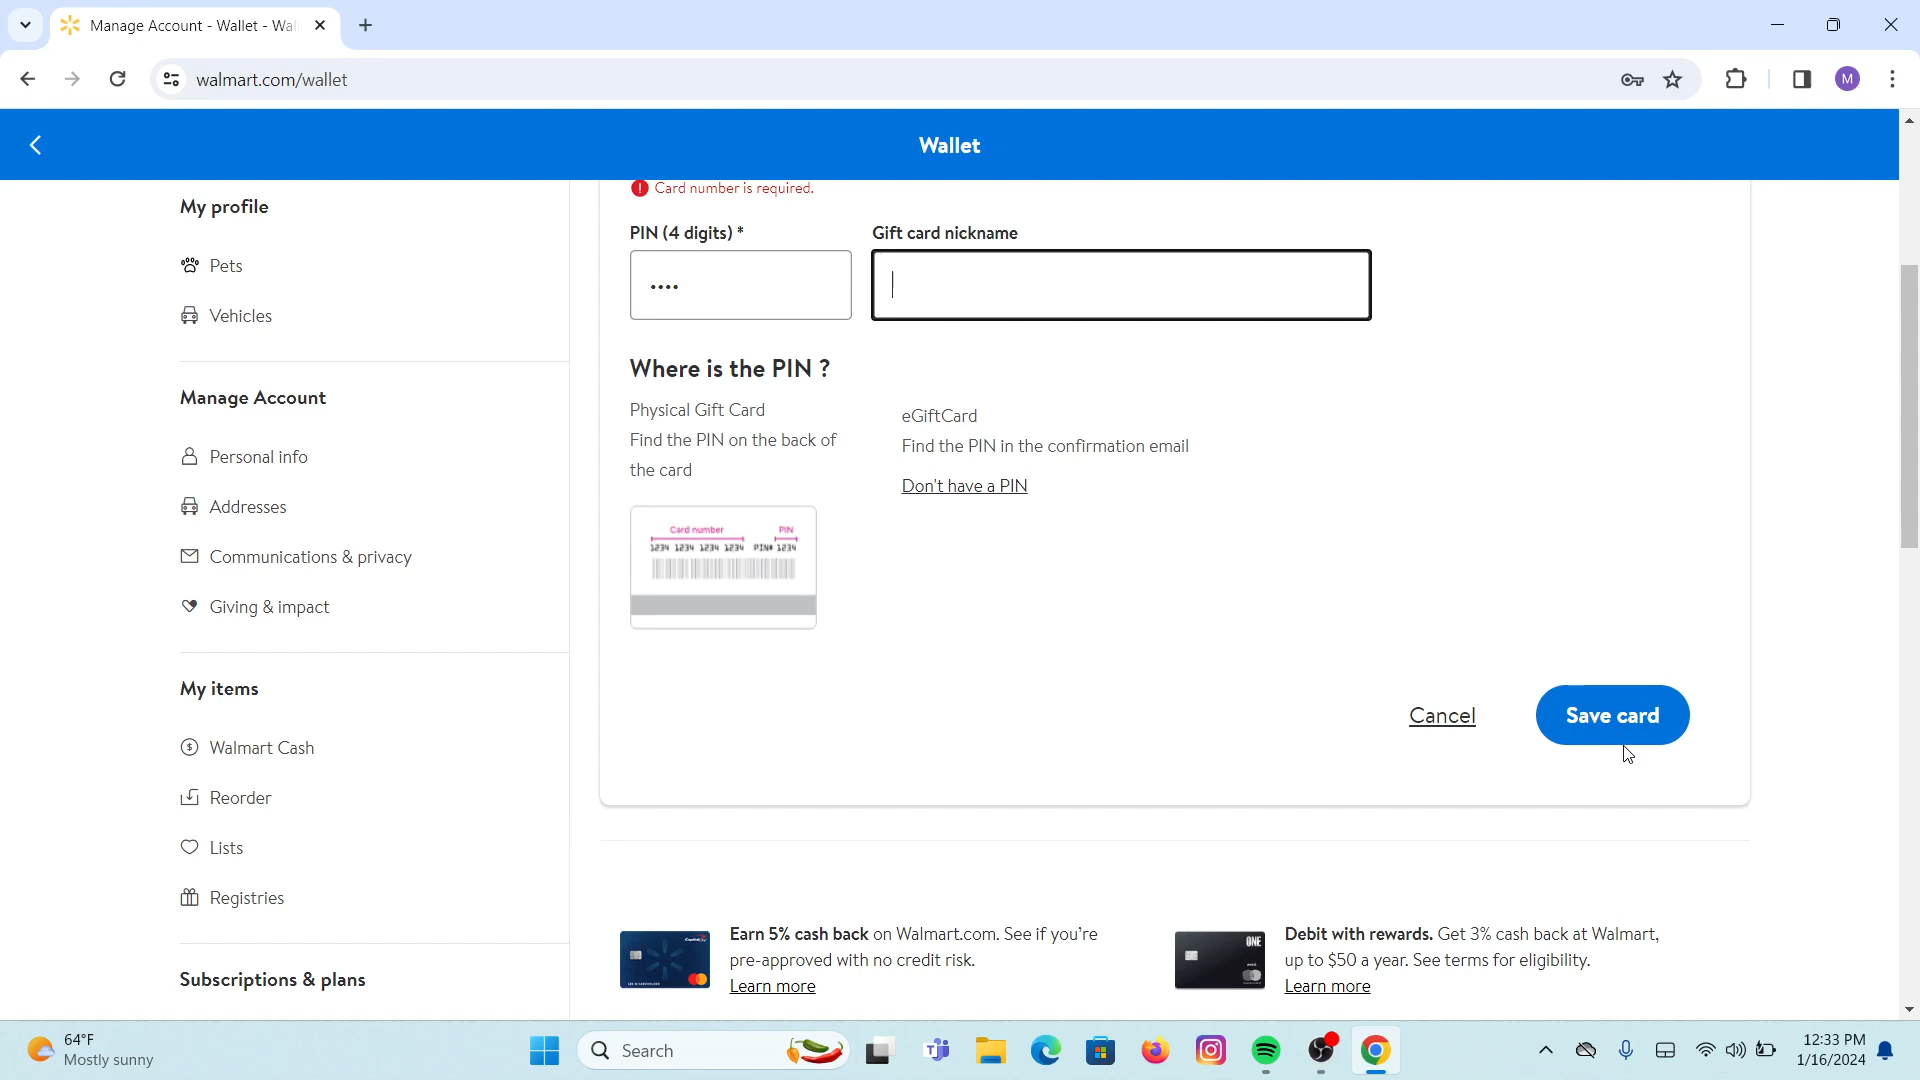 Manage Account - Wallet - Wal
walmart.com/wallet
M
Wallet
My profile
Pets
Vehicles
Manage Account
Personal info
Addresses
Communications & privacy
Giving & impact
My items
Walmart Cash
Reorder
Lists
Registries
Subscriptions & plans
Card number is required.
PIN (4 digits) *
Gift card nickname
••••
Where is the PIN ?
Physical Gift Card
Find the PIN on the back of
the card
eGiftCard
Find the PIN in the confirmation email
Don't have a PIN
Card number PIN
1234 1234 1234 1234 PIN# 1234
Cancel
Save card
Earn 5% cash back on Walmart.com. See if you're
pre-approved with no credit risk.
Learn more
ONE
Debit with rewards. Get 3% cash back at Walmart,
up to $50 a year. See terms for eligibility.
Learn more
64°F
Mostly sunny
Search
12:33 PM
1/16/2024